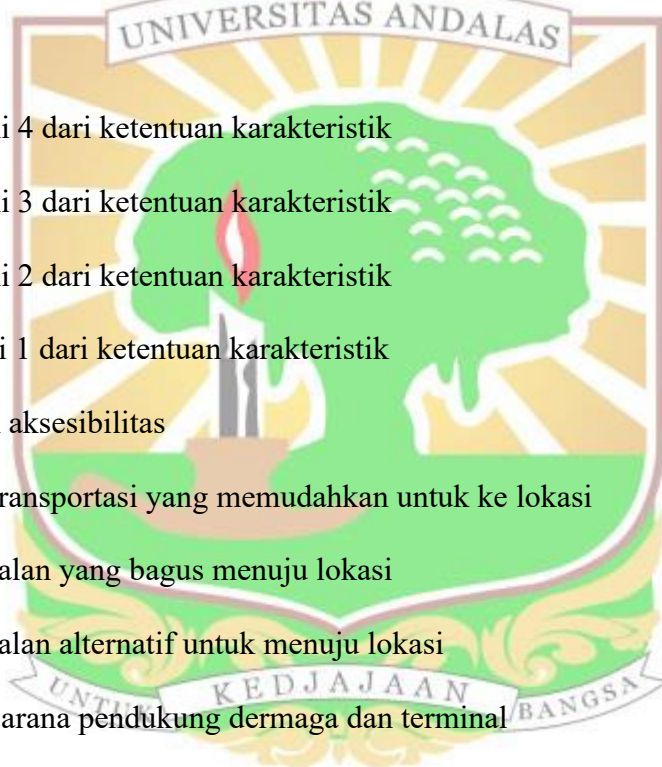 UNIVERSITAS ANDALAS
i 4 dari ketentuan karakteristik
i 3 dari ketentuan karakteristik
i 2 dari ketentuan karakteristik
i 1 dari ketentuan karakteristik
aksesibilitas
ransportasi yang memudahkan untuk ke lokasi
alan yang bagus menuju lokasi
alan alternatif untuk menuju lokasi
UNTUK KEDJAJAAN BANGSA
arana pendukung dermaga dan terminal